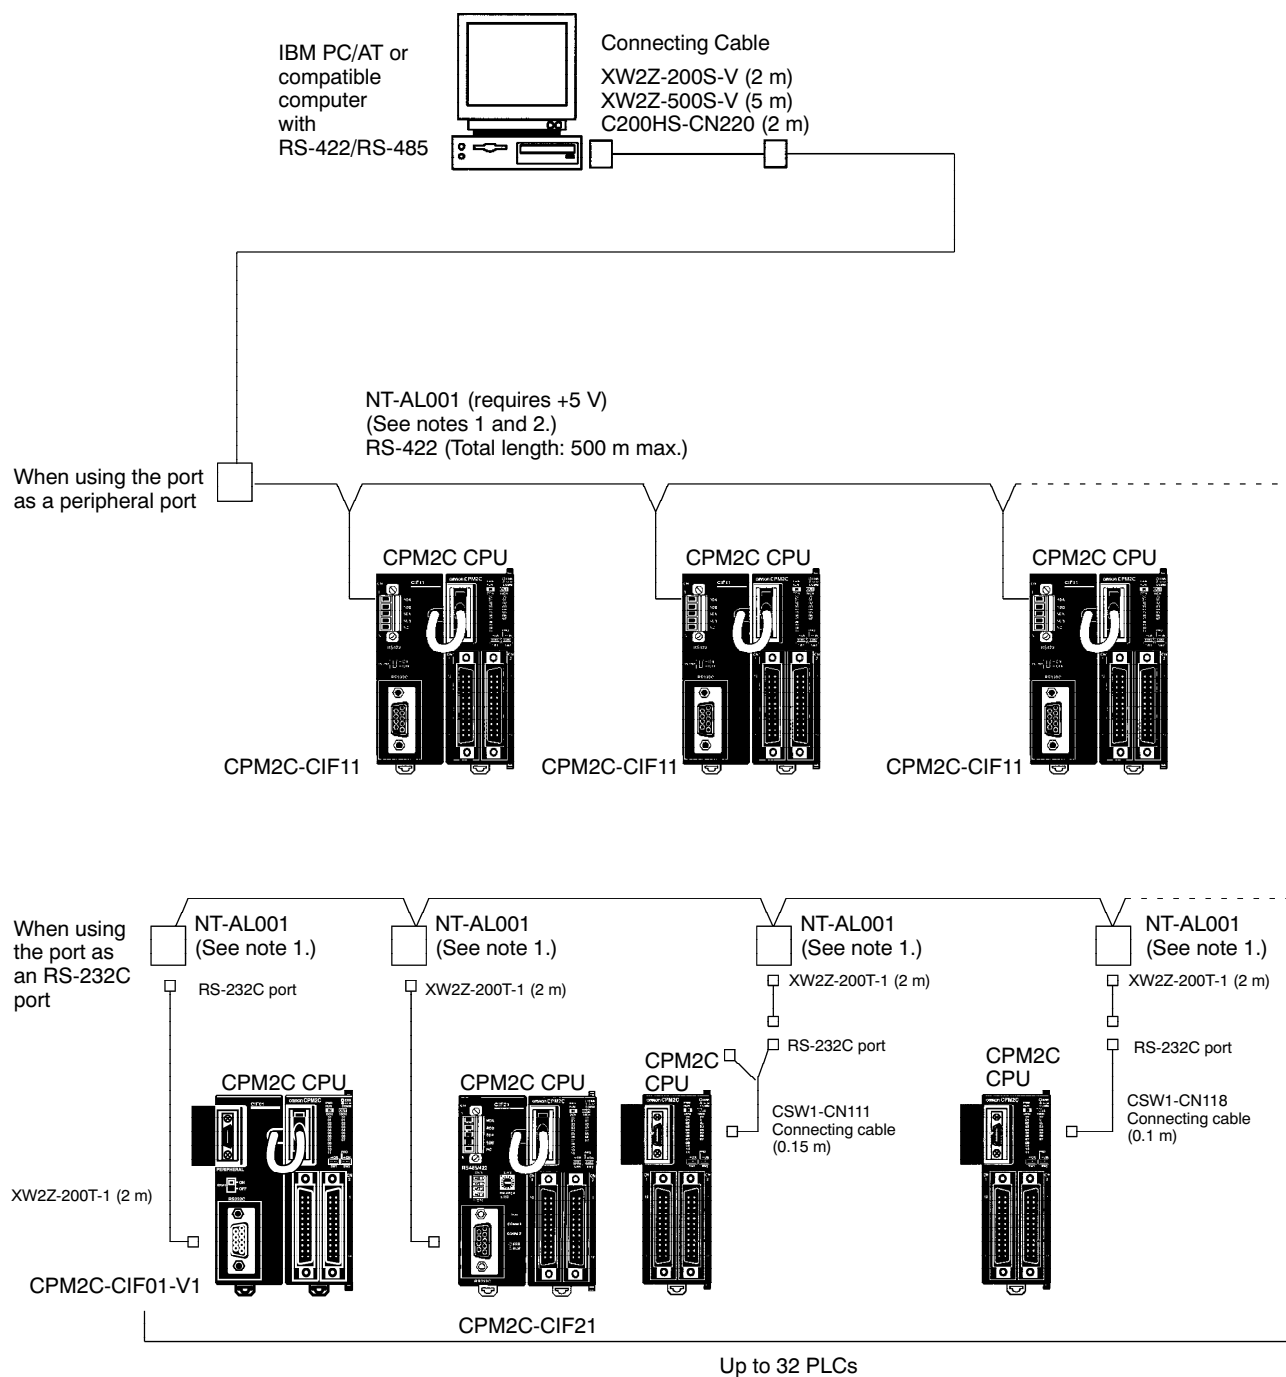 IBM PC/AT or
compatible
computer
with
RS-422/RS-485
Connecting Cable
XW2Z-200S-V (2 m)
XW2Z-500S-V (5 m)
C200HS-CN220 (2 m)
NT-AL001 (requires +5 V)
(See notes 1 and 2.)
RS-422 (Total length: 500 m max.)
When using the port
as a peripheral port
CPM2C CPU
CPM2C CPU
CPM2C CPU
CPM2C-CIF11
CPM2C-CIF11
CPM2C-CIF11
When using
the port as
an RS-232C
port
NT-AL001
(See note 1.)
NT-AL001
(See note 1.)
NT-AL001
(See note 1.)
NT-AL001
(See note 1.)
RS-232C port
XW2Z-200T-1 (2 m)
XW2Z-200T-1 (2 m)
XW2Z-200T-1 (2 m)
RS-232C port
RS-232C port
CPM2C CPU
CPM2C CPU
CPM2C
CPU
CPM2C
CPU
CSW1-CN111
Connecting cable
(0.15 m)
CSW1-CN118
Connecting cable
(0.1 m)
XW2Z-200T-1 (2 m)
CPM2C-CIF01-V1
CPM2C-CIF21
Up to 32 PLCs